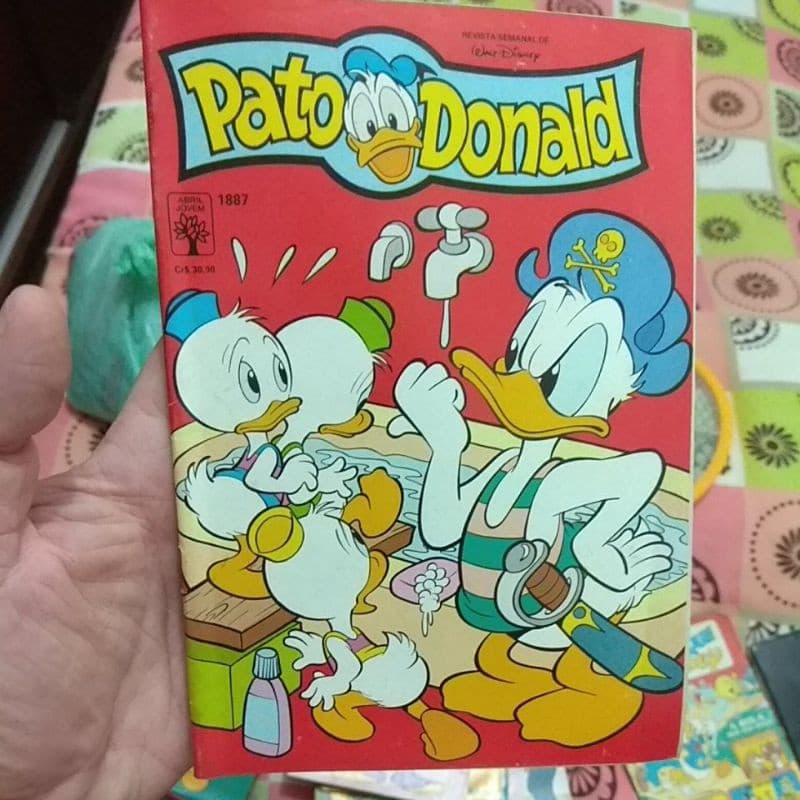 REVISTA SEMANAL DE
Walt Disney
Pato Donald
ABRIL
JOVEM
1887
Cr$ 30,90